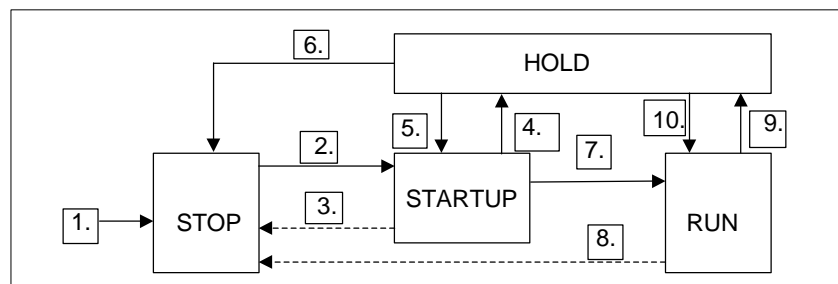 6.
HOLD
5.
4.
10.
9.
2.
7.
1.
STOP
3.
STARTUP
8.
RUN